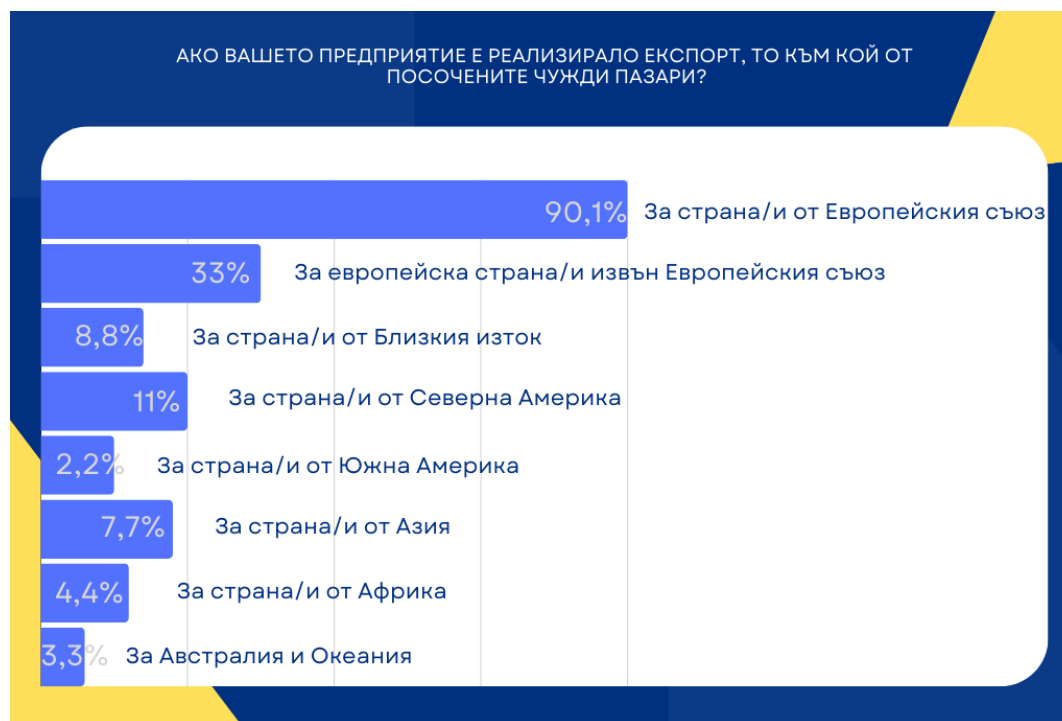 АКО ВАШЕТО ПРЕДПРИЯТИЕ Е РЕАЛИЗИРАЛО ЕКСПОРТ, ТО КЪМ КОЙ ОТ
ПОСОЧЕНИТЕ ЧУЖДИ ПАЗАРИ?
90,1% За страна/и от Европейския съюз
33% За европейска страна/и извън Европейския съюз
8,8% За страна/и от Близкия изток
11% За страна/и от Северна Америка
2,2% За страна/и от Южна Америка
7,7% За страна/и от Азия
4,4% За страна/и от Африка
3,3% За Австралия и Океания